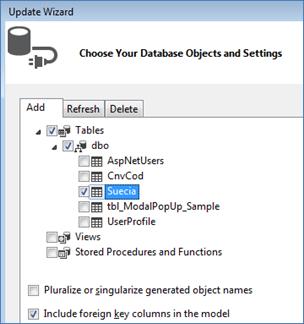 Update Wizard
Choose Your Database Objects and Settings
Add Refresh Delete
Tables
dbo
AspNetUsers
CnvCod
Suecia
tbl_ModalPopUp_Sample
UserProfile
Views
Stored Procedures and Functions
Pluralize or singularize generated object names
Include foreign key columns in the model